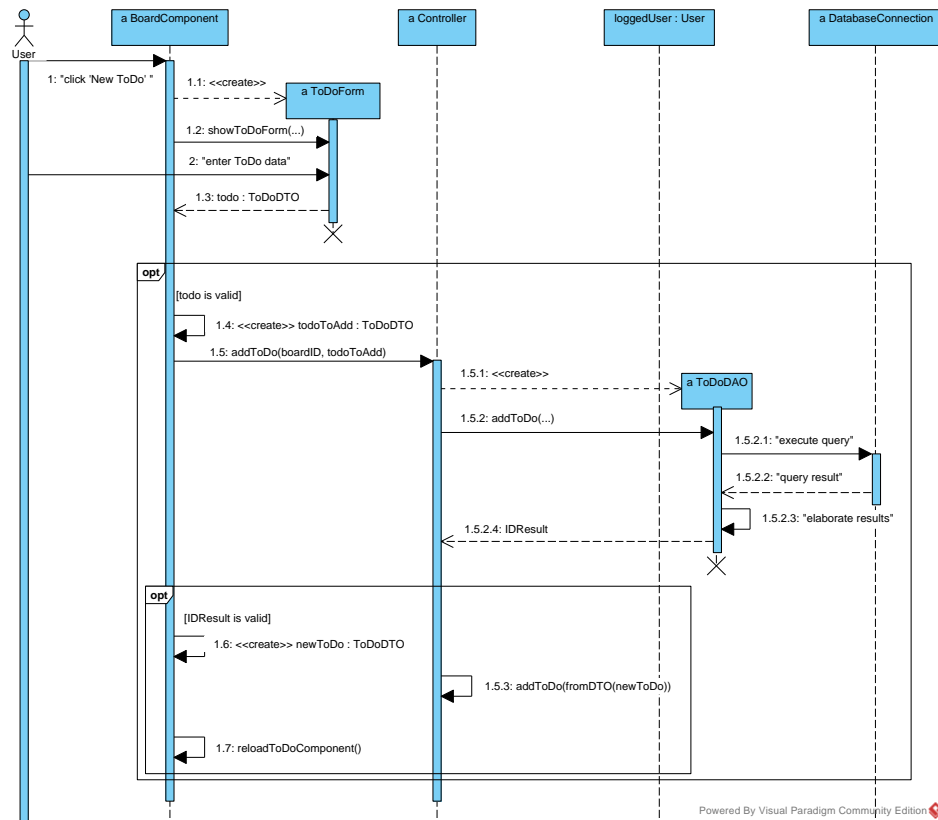 a BoardComponent
a Controller
loggedUser : User
a DatabaseConnection
User
1: "click 'New ToDo' "
1.1: <<create>>
a ToDoForm
1.2: showToDoForm(...)
2: "enter ToDo data"
1.3: todo : ToDoDTO
opt
[todo is valid]
1.4: <<create>> todoToAdd : ToDoDTO
1.5: addToDo(boardID, todoToAdd)
1.5.1: <<create>>
a ToDoDAO
1.5.2: addToDo(...)
1.5.2.1: "execute query"
1.5.2.2: "query result"
1.5.2.3: "elaborate results"
1.5.2.4: IDResult
opt
[IDResult is valid]
1.6: <<create>> newToDo : ToDoDTO
1.5.3: addToDo(fromDTO(newToDo))
1.7: reloadToDoComponent()
Powered By Visual Paradigm Community Edition